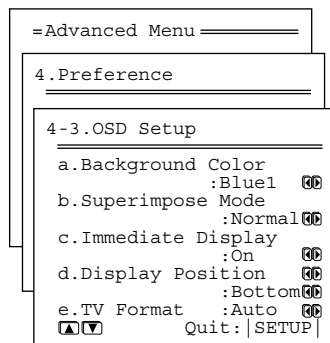 Advanced Menu
4.Preference
4-3.OSD Setup
a.Background Color
:Blue1
b.Superimpose Mode
:Normal
c.Immediate Display
:On
d.Display Position
:Bottom
e.TV Format :Auto
Quit:|SETUP|